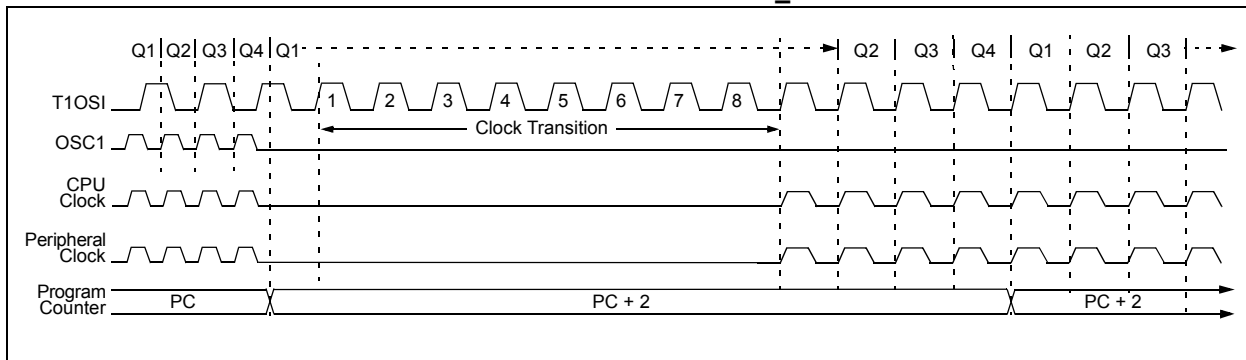 Q1 Q2 Q3 Q4 Q1 Q2 Q3 Q4 Q1 Q2 Q3
T1OSI 1 2 3 4 5 6 7 8
Clock Transition
OSC1
CPU
Clock
Peripheral
Clock
Program
Counter PC PC + 2 PC + 2